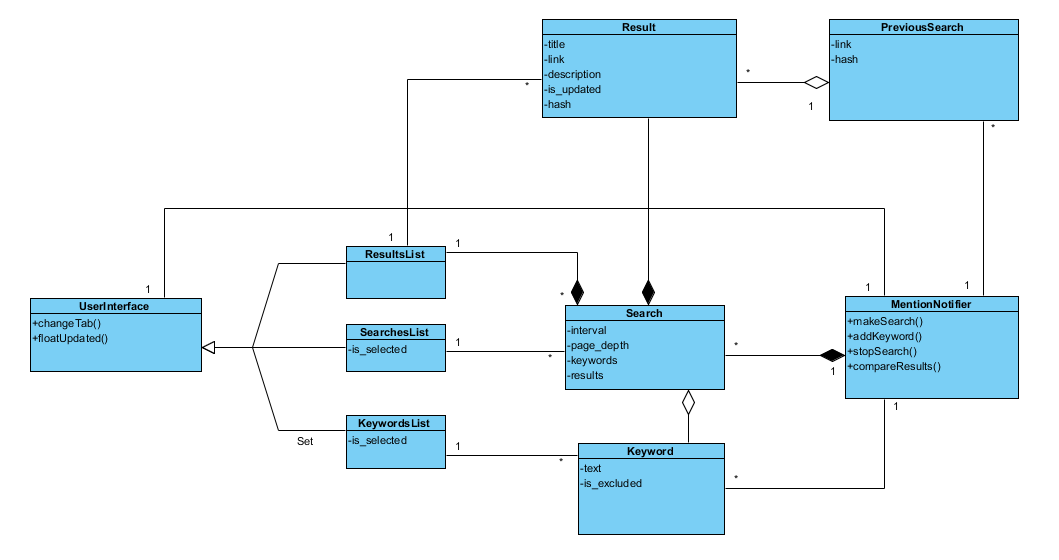 Result
-title
-link
-description
-is_updated
-hash
PreviousSearch
-link
-hash
*
*
1
*
1
1
ResultsList
1
*
UserInterface
+changeTab()
+floatUpdated()
1
SearchesList
-is_selected
1
*
Search
-interval
-page_depth
-keywords
-results
*
1
MentionNotifier
+makeSearch()
+addKeyword()
+stopSearch()
+compareResults()
1
1
1
Set
KeywordsList
-is_selected
1
*
Keyword
-text
-is_excluded
*